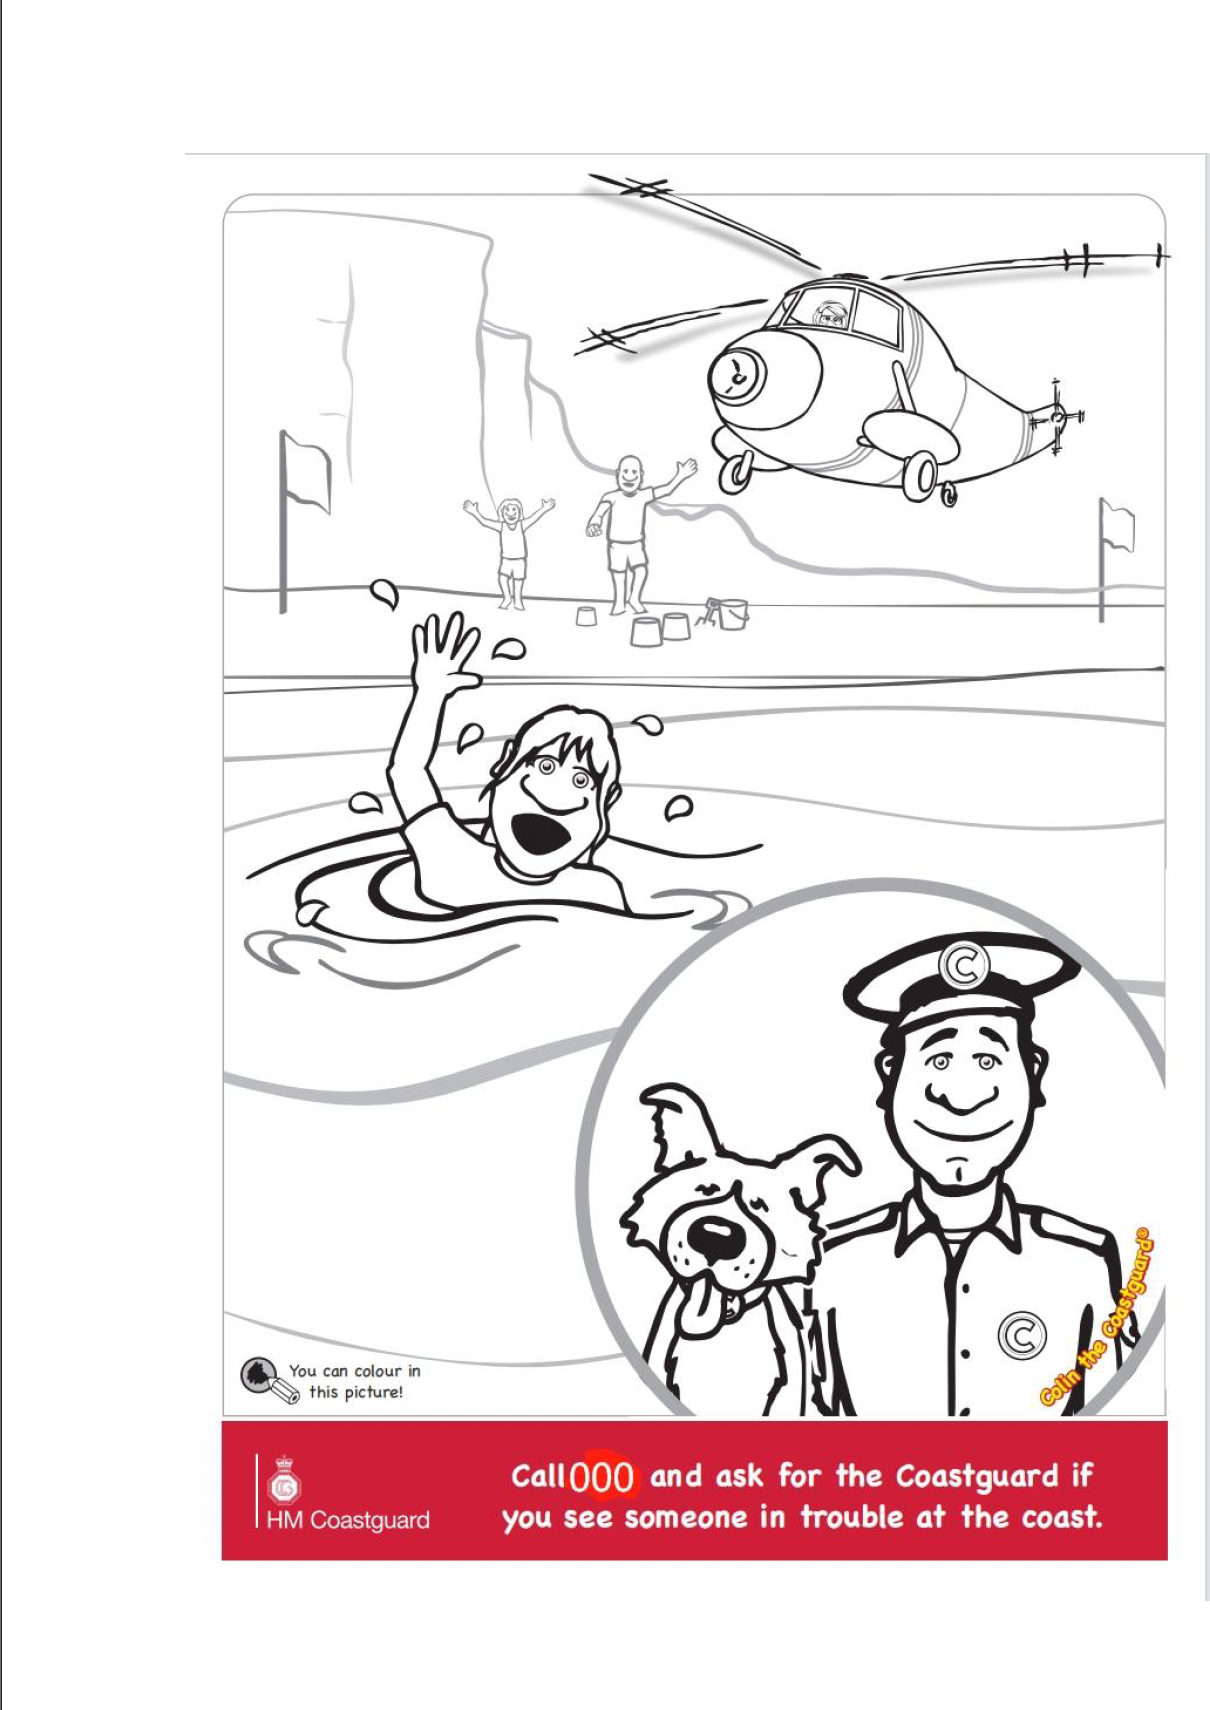 C
C
C
Colin the Coastguard©
You can colour in
this picture!
HM Coastguard
Call 000 and ask for the Coastguard if
you see someone in trouble at the coast.